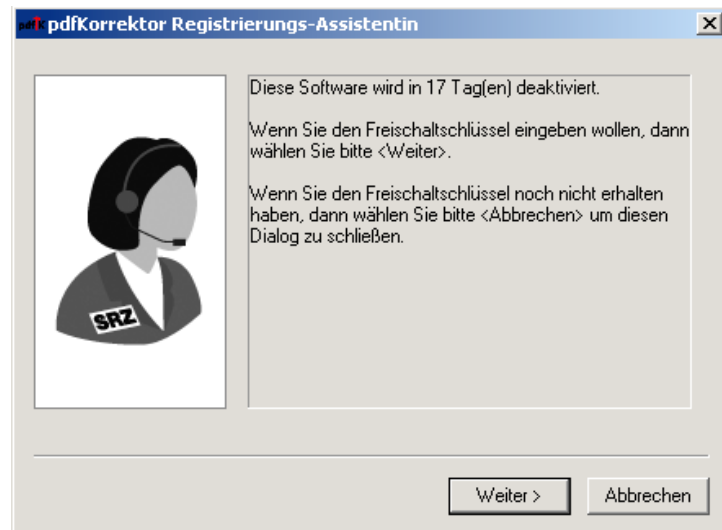 pdfK pdfKorrektor Registrierungs-Assistentin
Diese Software wird in 17 Tag(en) deaktiviert.
Wenn Sie den Freischaltschlüssel eingeben wollen, dann
wählen Sie bitte <Weiter>.
Wenn Sie den Freischaltschlüssel noch nicht erhalten
haben, dann wählen Sie bitte <Abbrechen> um diesen
Dialog zu schließen.
SRZ
Weiter >
Abbrechen